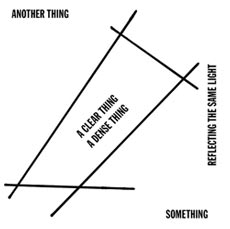 ANOTHER THING
A CLEAR THING
A DENSE THING
REFLECTING THE SAME LIGHT
SOMETHING